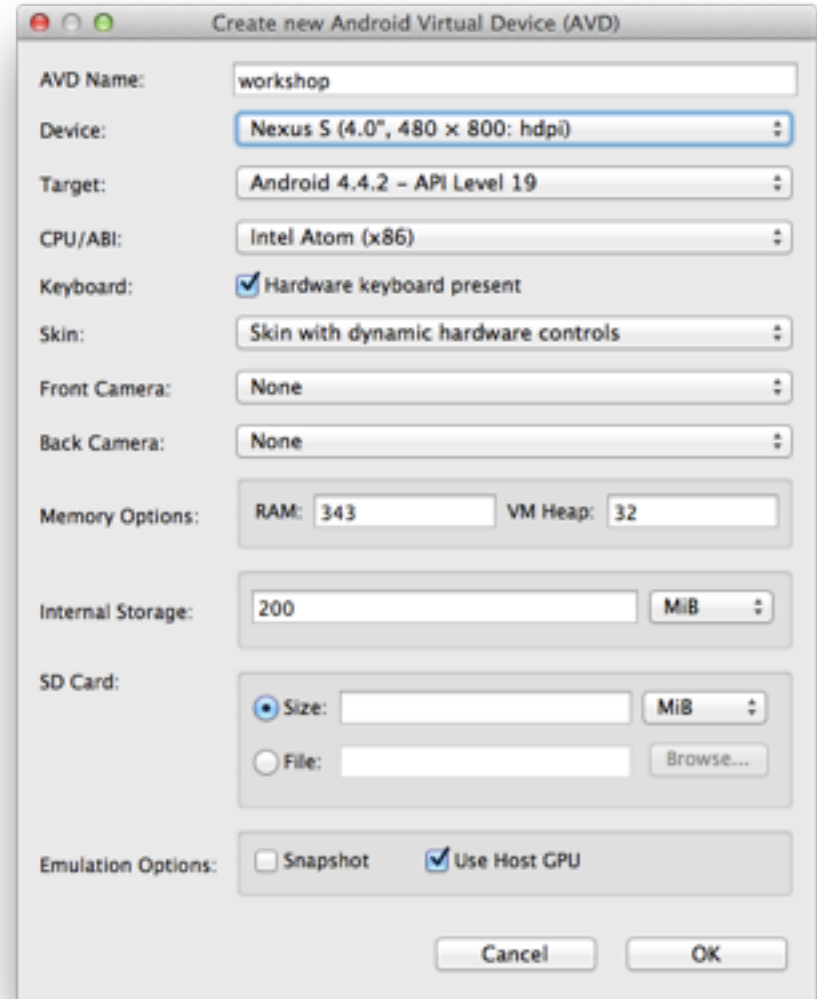 Create new Android Virtual Device (AVD)
AVD Name: workshop
Device: Nexus S (4.0", 480 × 800: hdpi)
Target: Android 4.4.2 – API Level 19
CPU/ABI: Intel Atom (x86)
Keyboard: Hardware keyboard present
Skin: Skin with dynamic hardware controls
Front Camera: None
Back Camera: None
Memory Options: RAM: 343 VM Heap: 32
Internal Storage: 200 MiB
SD Card:
Size: MiB
File: Browse...
Emulation Options: Snapshot Use Host GPU
Cancel OK